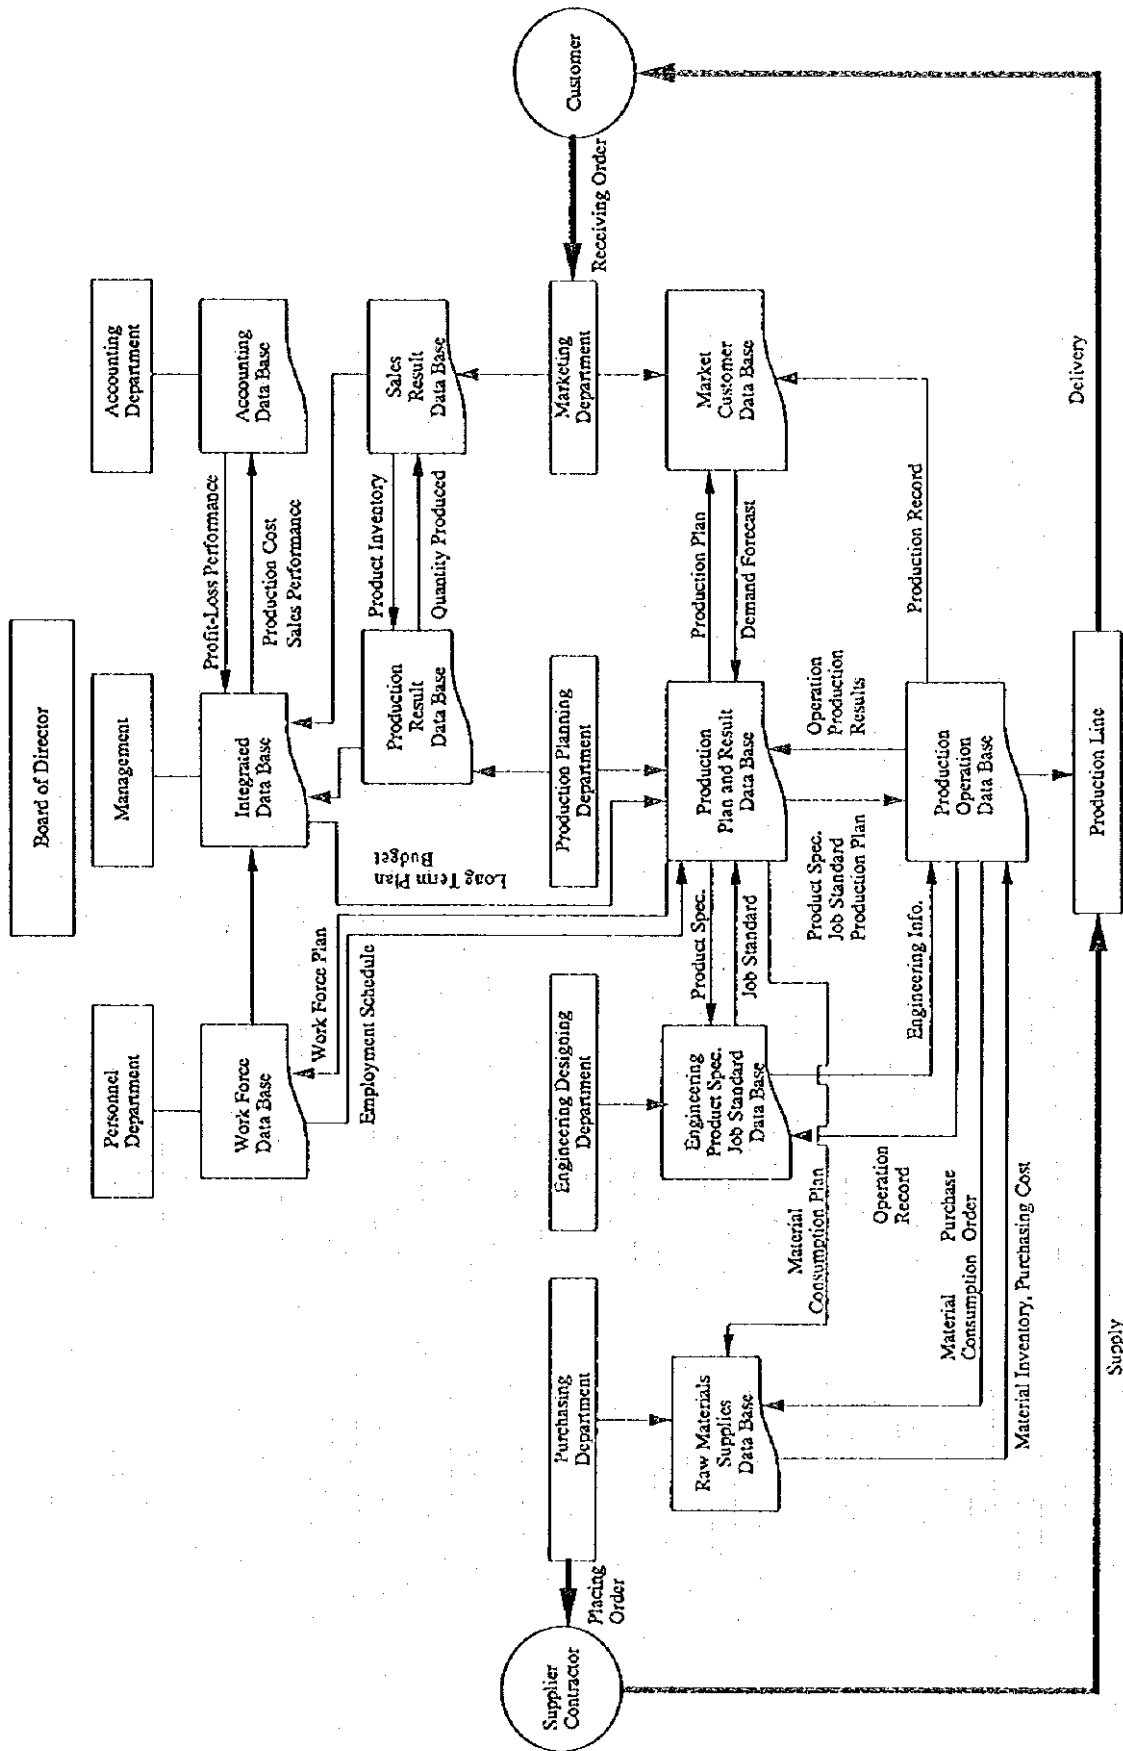 Board of Director
Personnel
Department
Management
Accounting
Department
Work Force
Data Base
Integrated
Data Base
Accounting
Data Base
Profit-Loss Performance
Production Cost
Sales Performance
Work Force Plan
Employment Schedule
Long Term Plan
Budget
Production
Result
Data Base
Product Inventory
Quantity Produced
Sales
Result
Data Base
Supplier
Contractor
Placing
Order
Purchasing
Department
Engineering Designing
Department
Production Planning
Department
Marketing
Department
Receiving Order
Customer
Raw Materials
Supplies
Data Base
Engineering
Product Spec.
Job Standard
Data Base
Product Spec.
Job Standard
Production
Plan and Result
Data Base
Production Plan
Demand Forecast
Market
Customer
Data Base
Material
Consumption Plan
Operation
Record
Product Spec.
Job Standard
Production Plan
Operation
Production
Results
Engineering Info.
Production Record
Material Purchase
Consumption Order
Material Inventory, Purchasing Cost
Production
Operation
Data Base
Supply
Production Line
Delivery